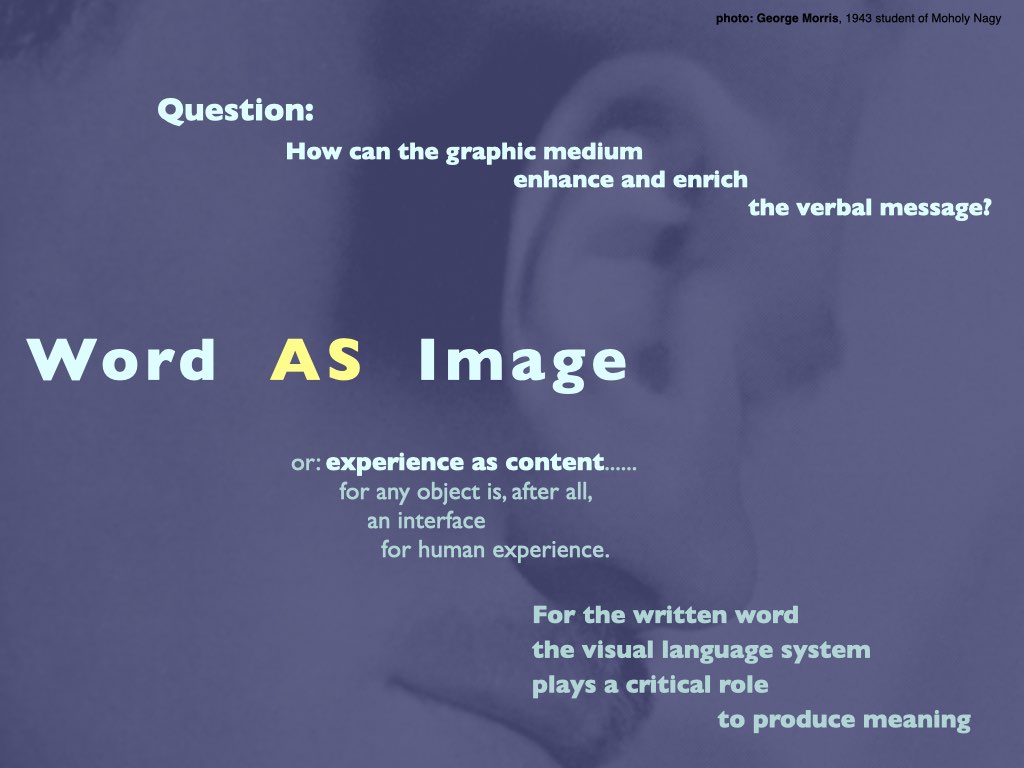 photo: George Morris, 1943 student of Moholy Nagy
Question:
How can the graphic medium
enhance and enrich
the verbal message?
Word AS Image
or: experience as content......
for any object is, after all,
an interface
for human experience.
For the written word
the visual language system
plays a critical role
to produce meaning